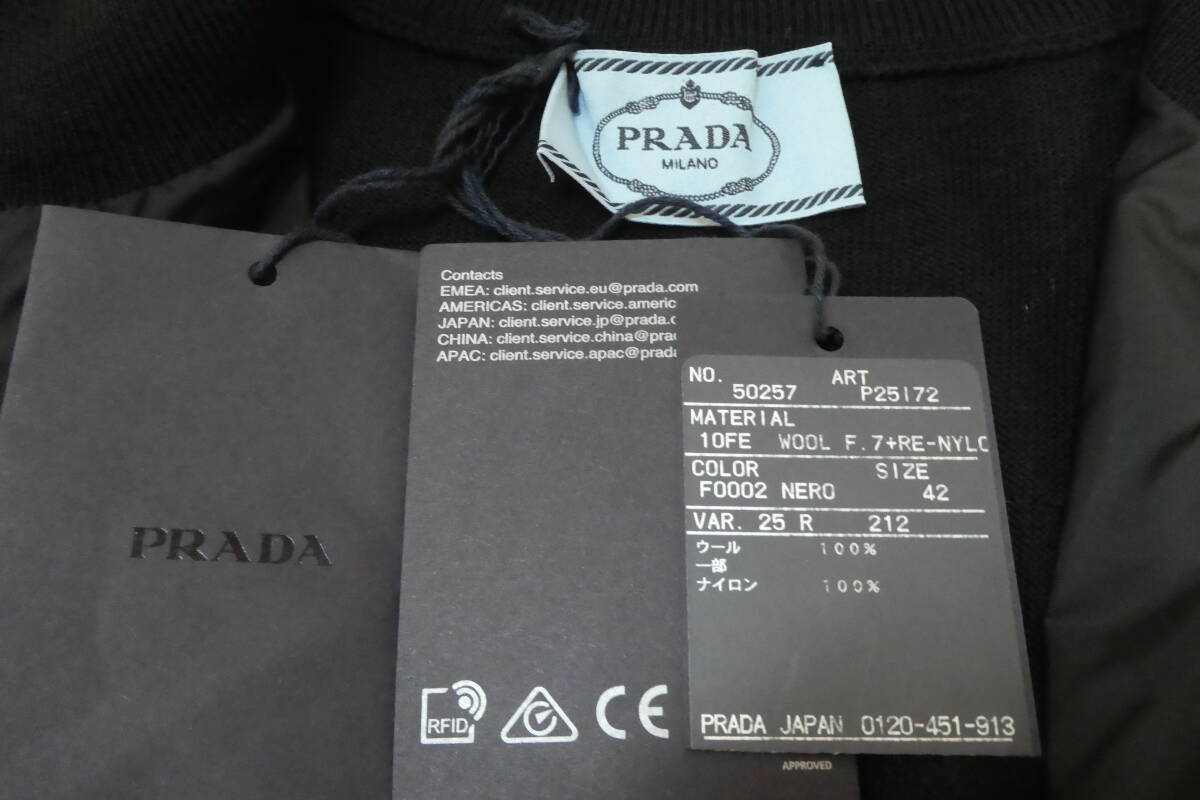 PRADA
MILANO
PRADA
Contacts
EMEA: client.service.eu@prada.com
AMERICAS: client.service.americ
JAPAN: client.service.jp@prada.c
CHINA: client.service.china@prad
APAC: client.service.apac@prada
RFID
CE
APPROVED
NO. ART
50257 P25172
MATERIAL
10FE WOOL F.7+RE-NYLO
COLOR SIZE
F0002 NERO 42
VAR. 25 R 212
ウール 100%
一部
ナイロン 100%
PRADA JAPAN 0120-451-913